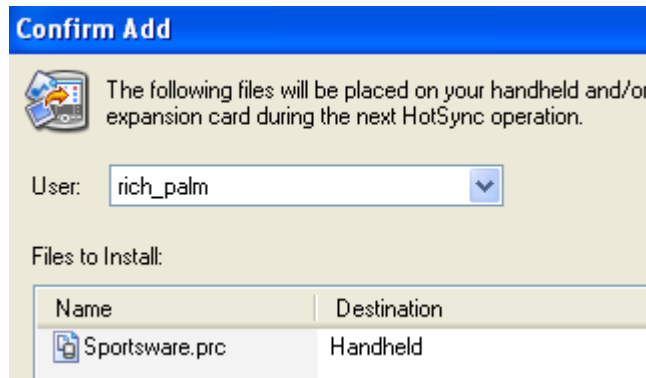 Confirm Add
The following files will be placed on your handheld and/or
expansion card during the next HotSync operation.
User: rich_palm
Files to Install:
Name Destination
Sportsware.prc Handheld